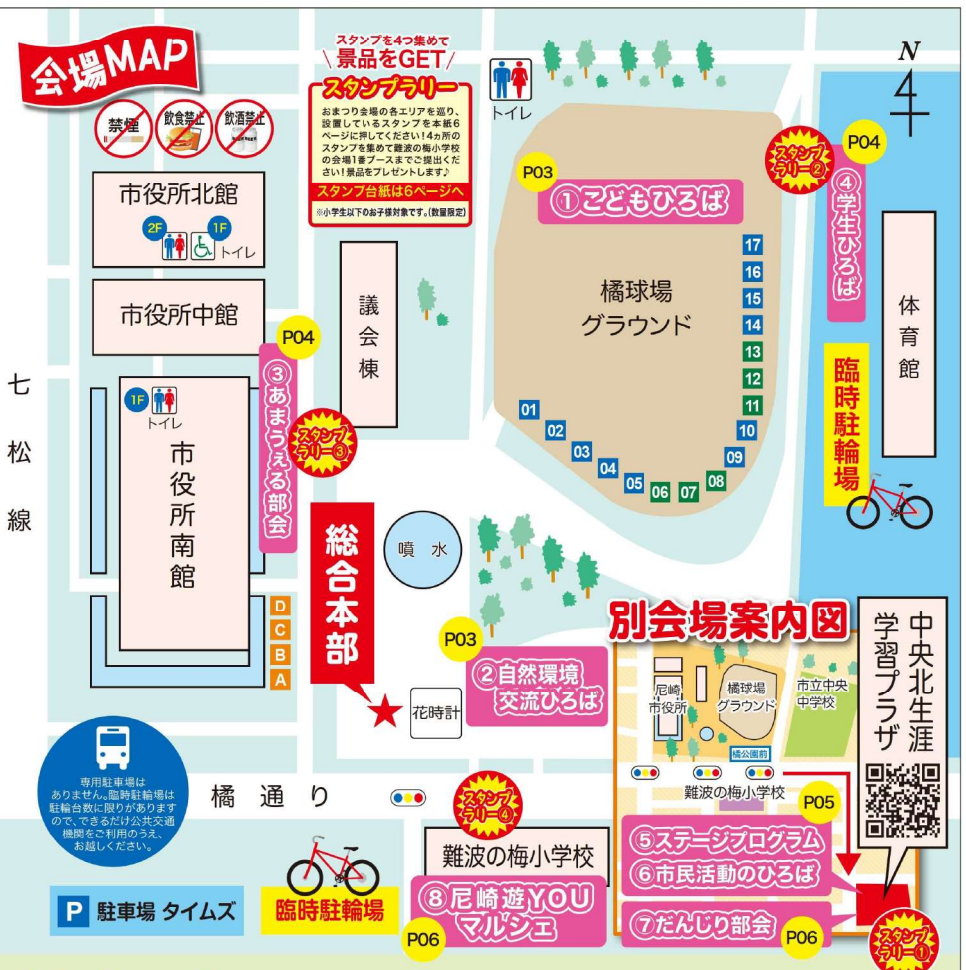 会場MAP
禁煙
飲食禁止
飲酒禁止
スタンプを4つ集めて
景品をGET
スタンプラリー
おまつり会場の各エリアを巡り、
設置しているスタンプを本紙6
ページに押してください!4ヵ所の
スタンプを集めて難波の梅小学校
の会場1番ブースまでご提出くだ
さい!景品をプレゼントします♪
スタンプ台紙は6ページへ
※小学生以下のお子様対象です。(数量限定)
トイレ
N
市役所北館
2F
1F
トイレ
市役所中館
議会棟
P03
①こどもひろば
橘球場
グラウンド
17
16
15
14
13
12
11
10
09
08
07
06
05
04
03
02
01
スタンプ
ラリー②
P04
④学生ひろば
体育館
臨時駐輪場
七松線
1F
トイレ
市役所南館
P04
③あまうぇる部会
スタンプ
ラリー③
D
C
B
A
総合本部
噴水
花時計
P03
②自然環境
交流ひろば
専用駐車場は
ありません。臨時駐輪場は
駐輪台数に限りがあります
ので、できるだけ公共交通
機関をご利用のうえ、
お越しください。
橘通り
P 駐車場 タイムズ
臨時駐輪場
スタンプ
ラリー④
難波の梅小学校
⑧尼崎遊YOU
マルシェ
P06
別会場案内図
尼崎
市役所
橘球場
グラウンド
市立中央
中学校
橘公園前
難波の梅小学校
P05
⑤ステージプログラム
⑥市民活動のひろば
⑦だんじり部会
P06
中央北生涯
学習プラザ
スタンプ
ラリー①